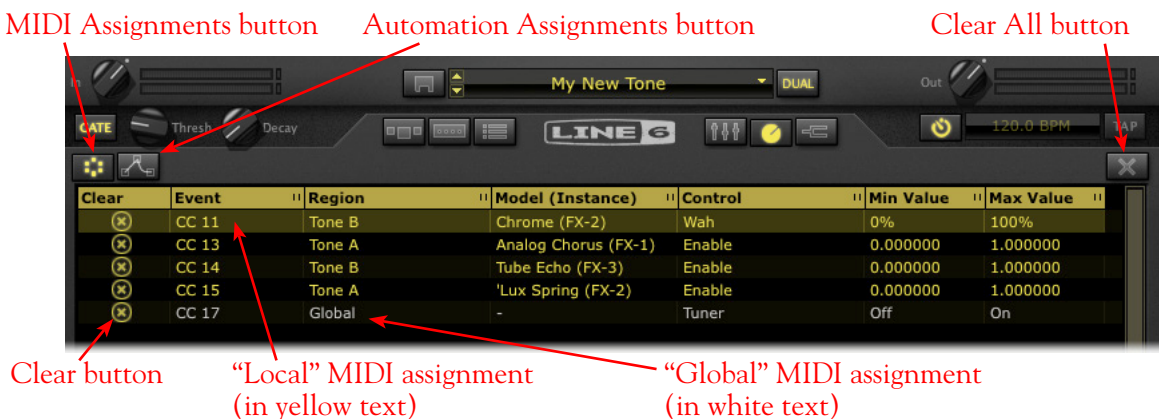 MIDI Assignments button Automation Assignments button Clear All button
In My New Tone DUAL Out
GATE Thresh Decay LINE 6 120.0 BPM TAP
Clear Event Region Model (Instance) Control Min Value Max Value
CC 11 Tone B Chrome (FX-2) Wah 0% 100%
CC 13 Tone A Analog Chorus (FX-1) Enable 0.000000 1.000000
CC 14 Tone B Tube Echo (FX-3) Enable 0.000000 1.000000
CC 15 Tone A 'Lux Spring (FX-2) Enable 0.000000 1.000000
CC 17 Global - Tuner Off On
Clear button “Local” MIDI assignment “Global” MIDI assignment
(in yellow text) (in white text)